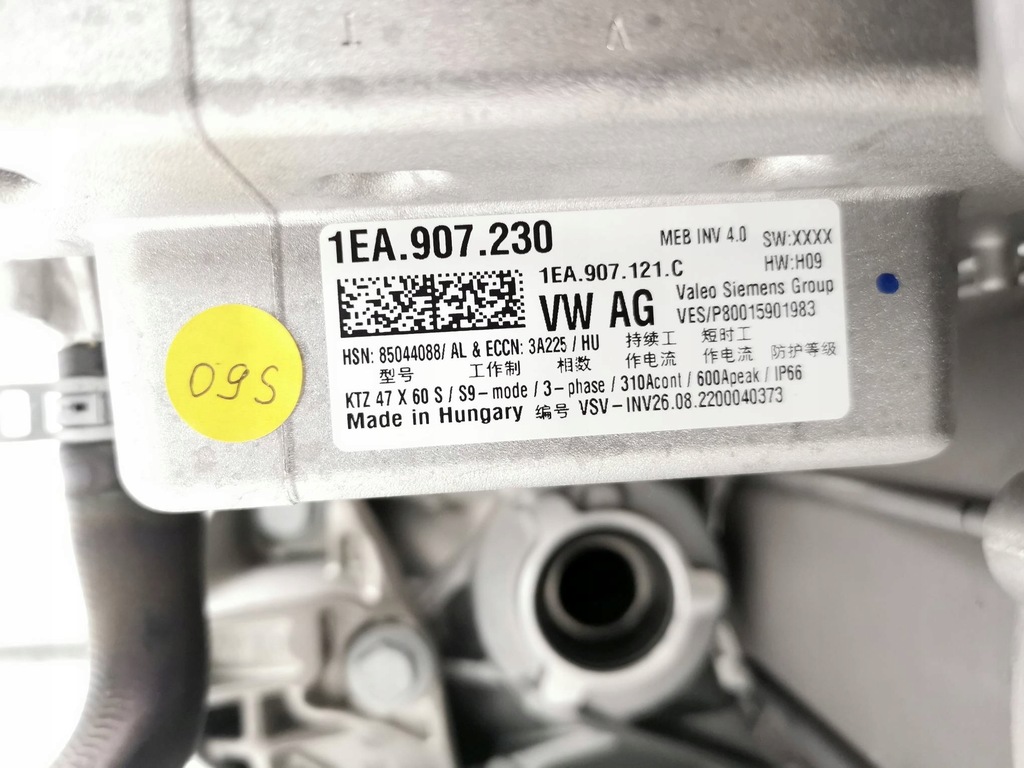 1EA.907.230
MEB INV 4.0
SW:XXXX
HW:H09
1EA.907.121.C
VW AG
Valeo Siemens Group
VES/P80015901983
HSN: 85044088/ AL & ECCN: 3A225 / HU
持续工 短时工
型号 工作制 相数 作电流 作电流 防护等级
KTZ 47 X 60 S / S9-mode / 3-phase / 310Acont / 600Apeak / IP66
Made in Hungary 编号 VSV-INV26.08.2200040373
09S